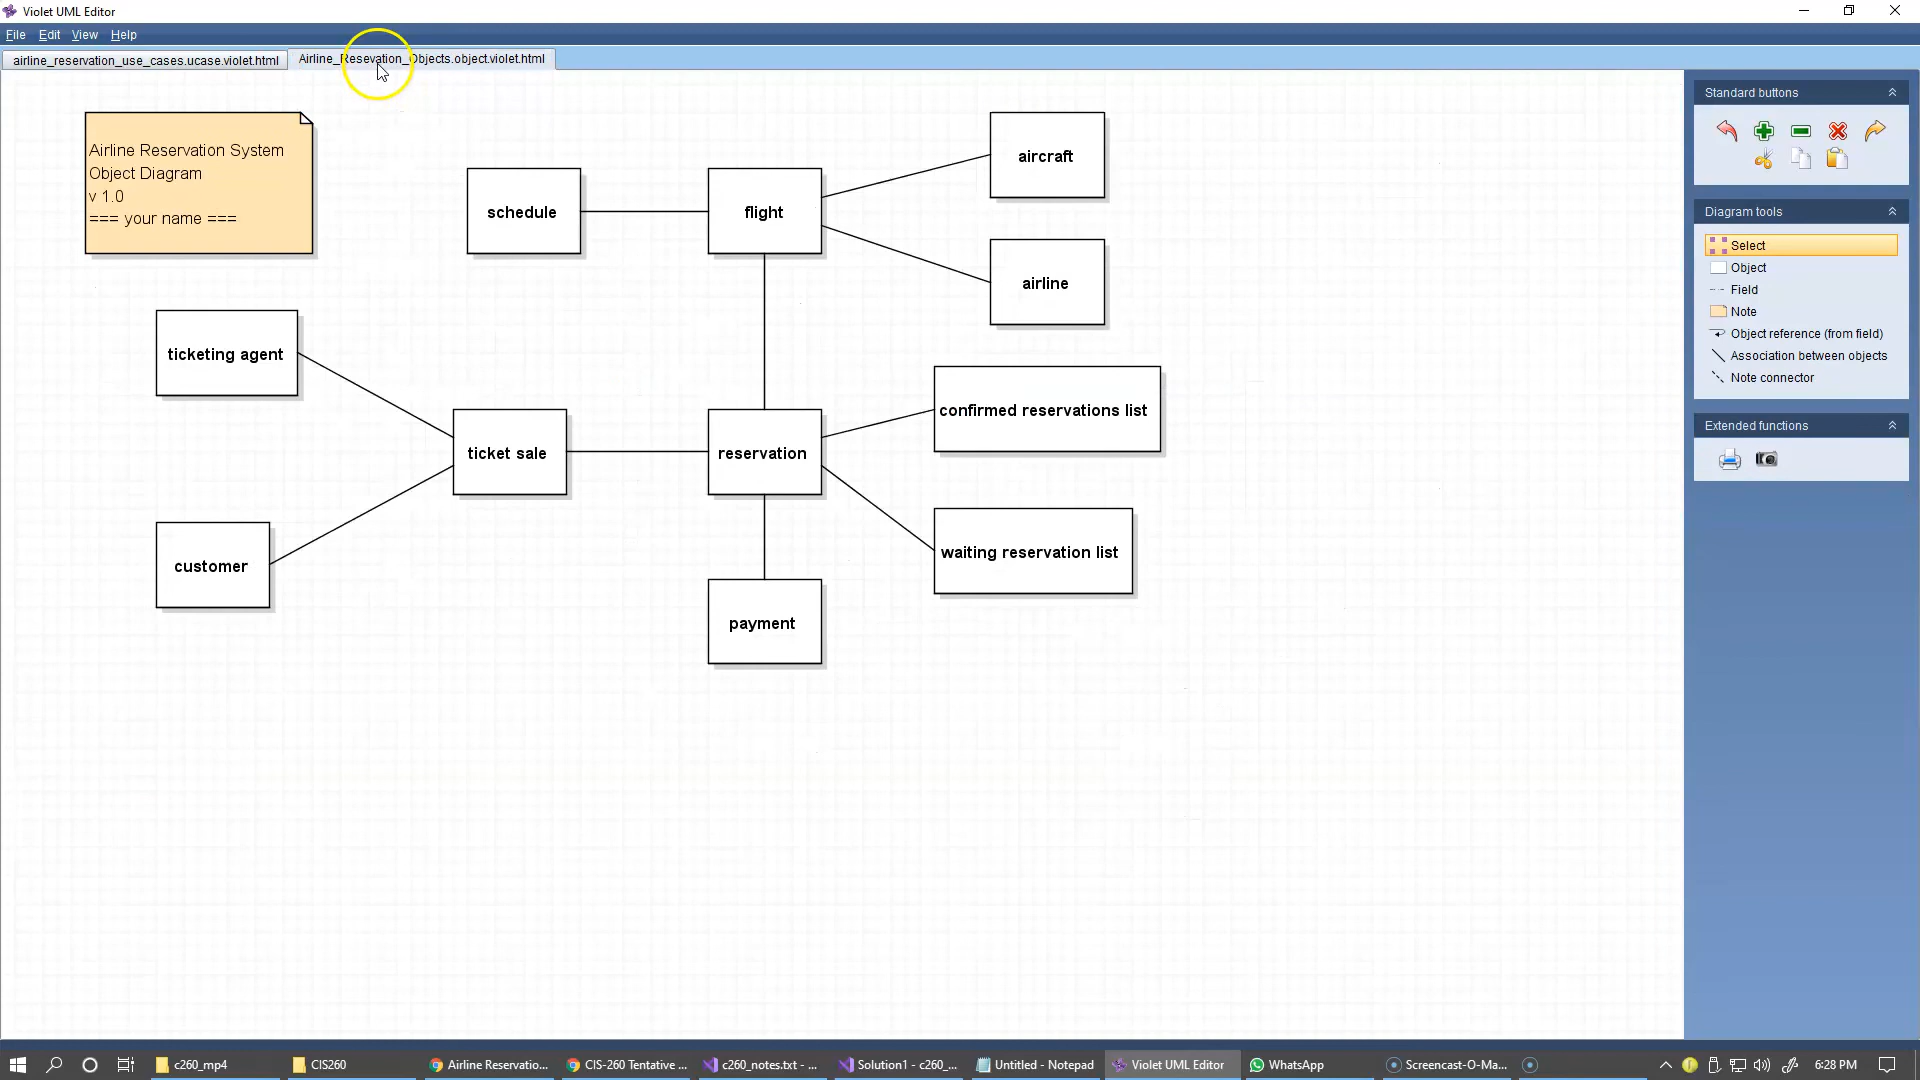 Violet UML Editor
File Edit View Help
airline_reservation_use_cases.ucase.violet.html
Airline_Resevation_Objects.object.violet.html
Airline Reservation System
Object Diagram
v 1.0
=== your name ===
schedule
flight
aircraft
airline
ticketing agent
ticket sale
reservation
confirmed reservations list
waiting reservation list
customer
payment
Standard buttons
Diagram tools
Select
Object
Field
Note
Object reference (from field)
Association between objects
Note connector
Extended functions
c260_mp4
CIS260
Airline Reservatio...
CIS-260 Tentative ...
c260_notes.txt - ...
Solution1 - c260_...
Untitled - Notepad
Violet UML Editor
WhatsApp
Screencast-O-Ma...
6:28 PM